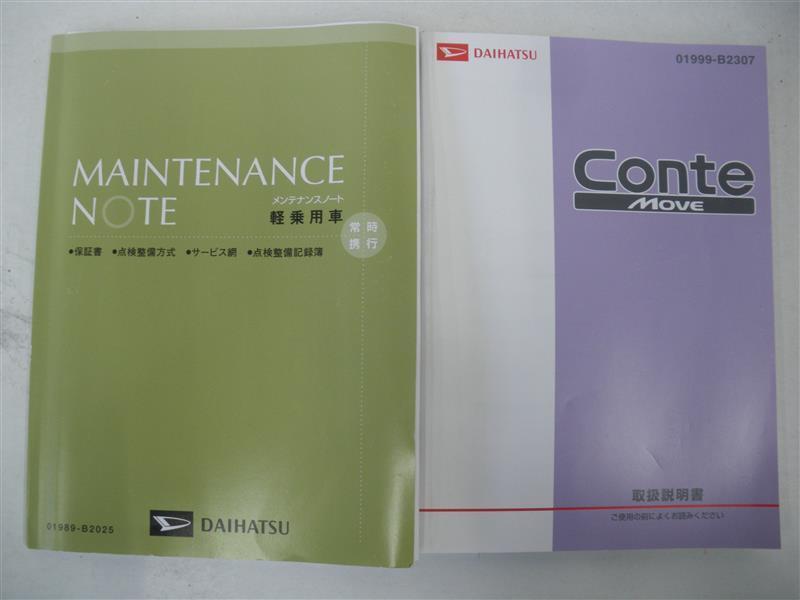 MAINTENANCE
NOTE
メンテナンスノート
軽乗用車
常時
携行
●保証書 ●点検整備方式 ●サービス網 ●点検整備記録簿
01989-B2025
DAIHATSU
DAIHATSU
01999-B2307
Conte
MOVE
取扱説明書
ご使用の前によくお読みください